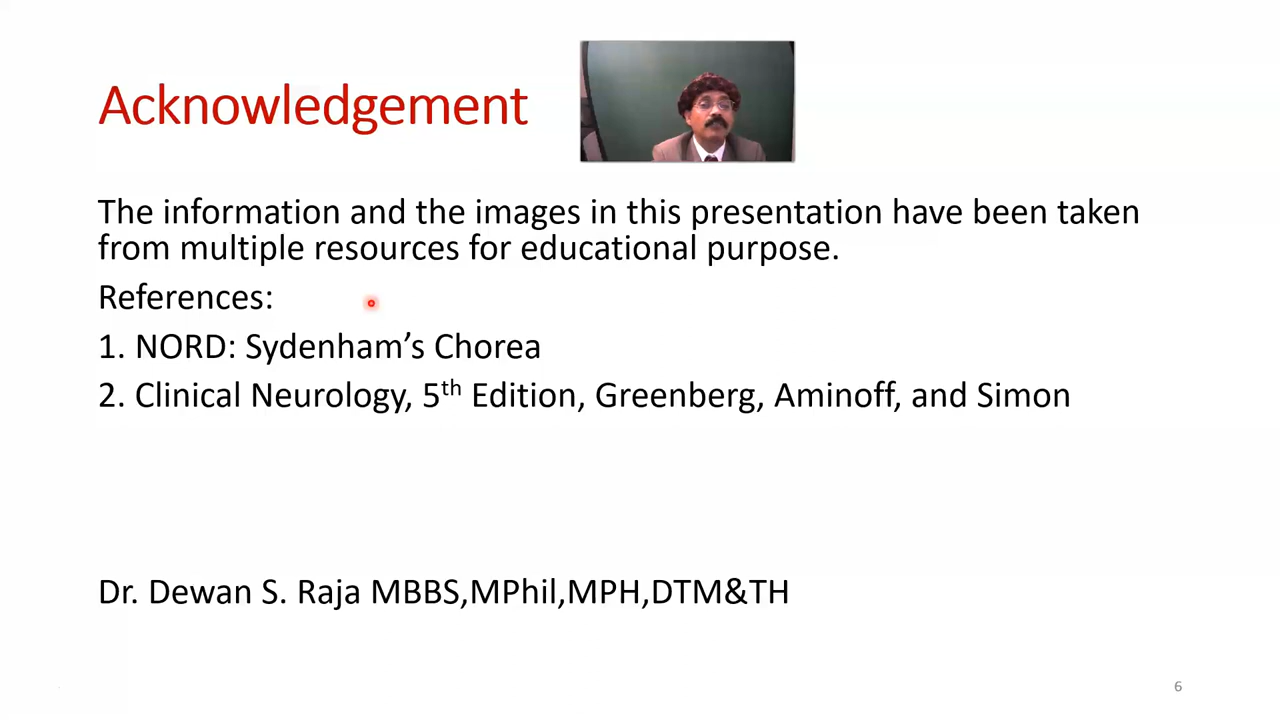 Acknowledgement
The information and the images in this presentation have been taken
from multiple resources for educational purpose.
References:
1. NORD: Sydenham’s Chorea
2. Clinical Neurology, 5th Edition, Greenberg, Aminoff, and Simon
Dr. Dewan S. Raja MBBS,MPhil,MPH,DTM&TH
6